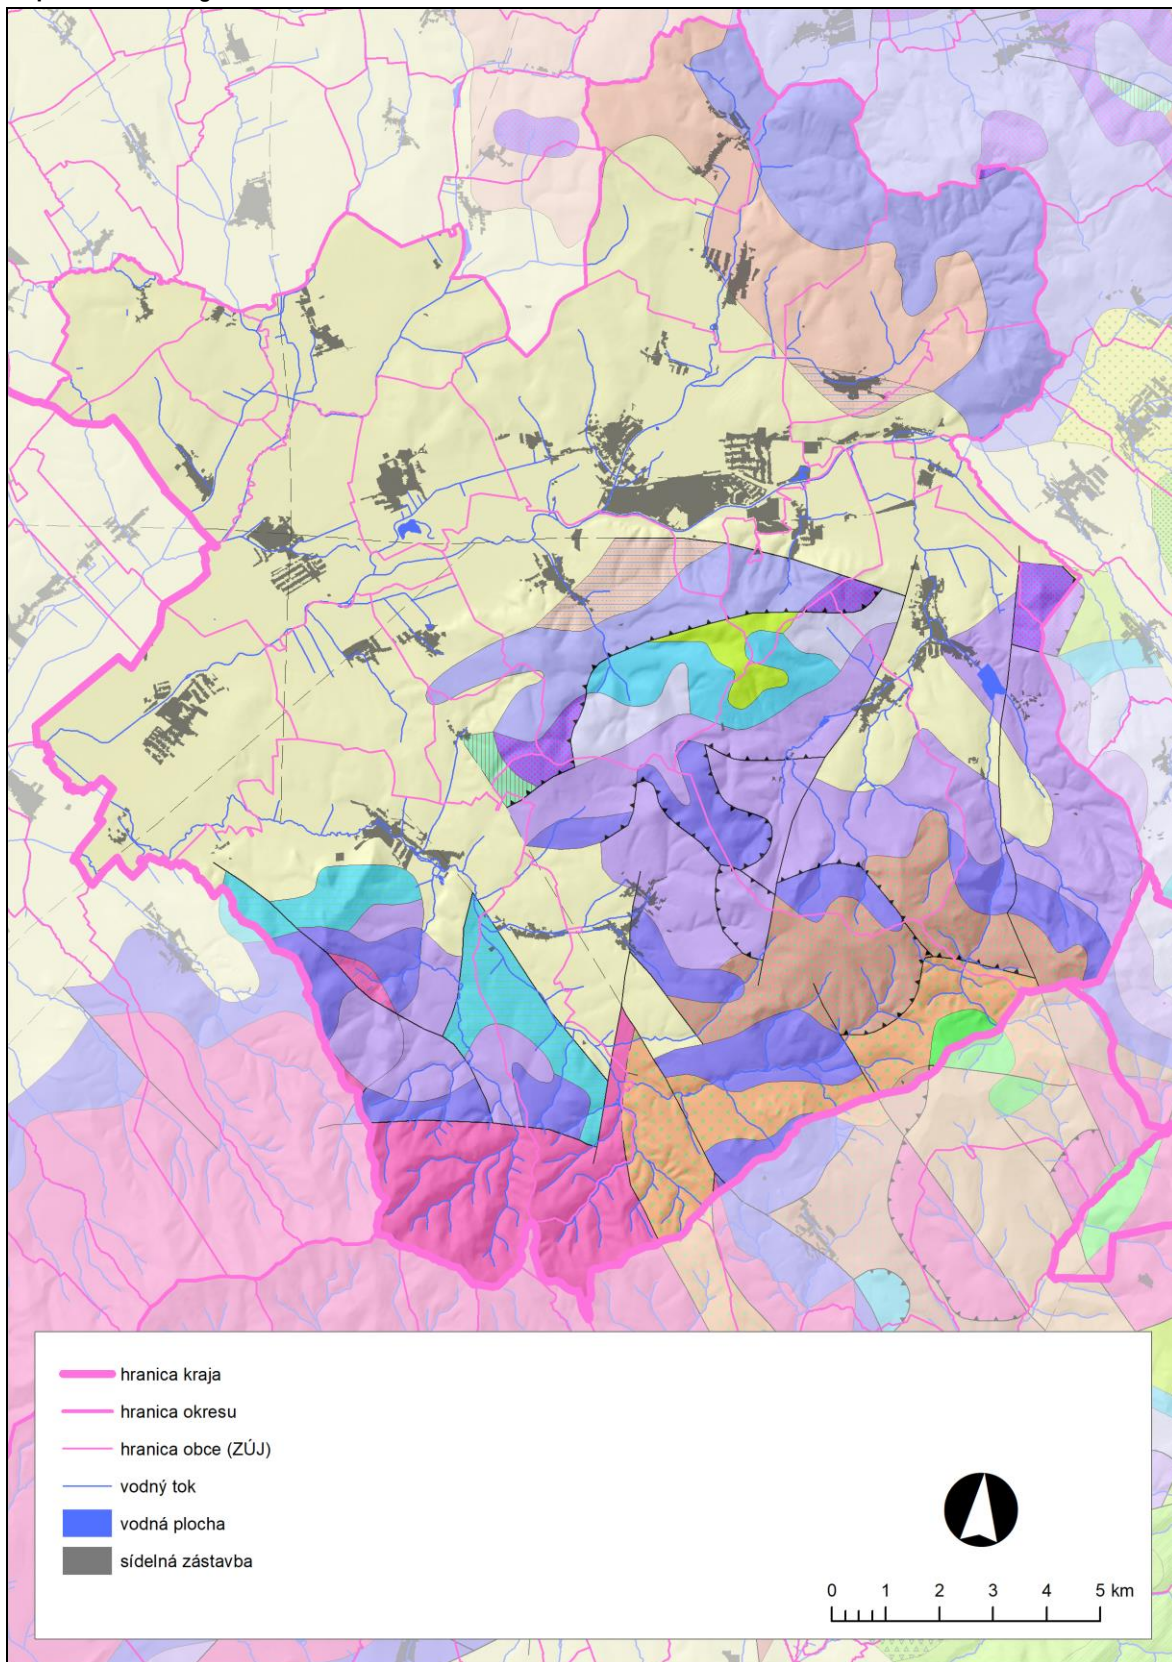 hranica kraja
hranica okresu
hranica obce (ZÚJ)
vodný tok
vodná plocha
sídelná zástavba
0 1 2 3 4 5 km